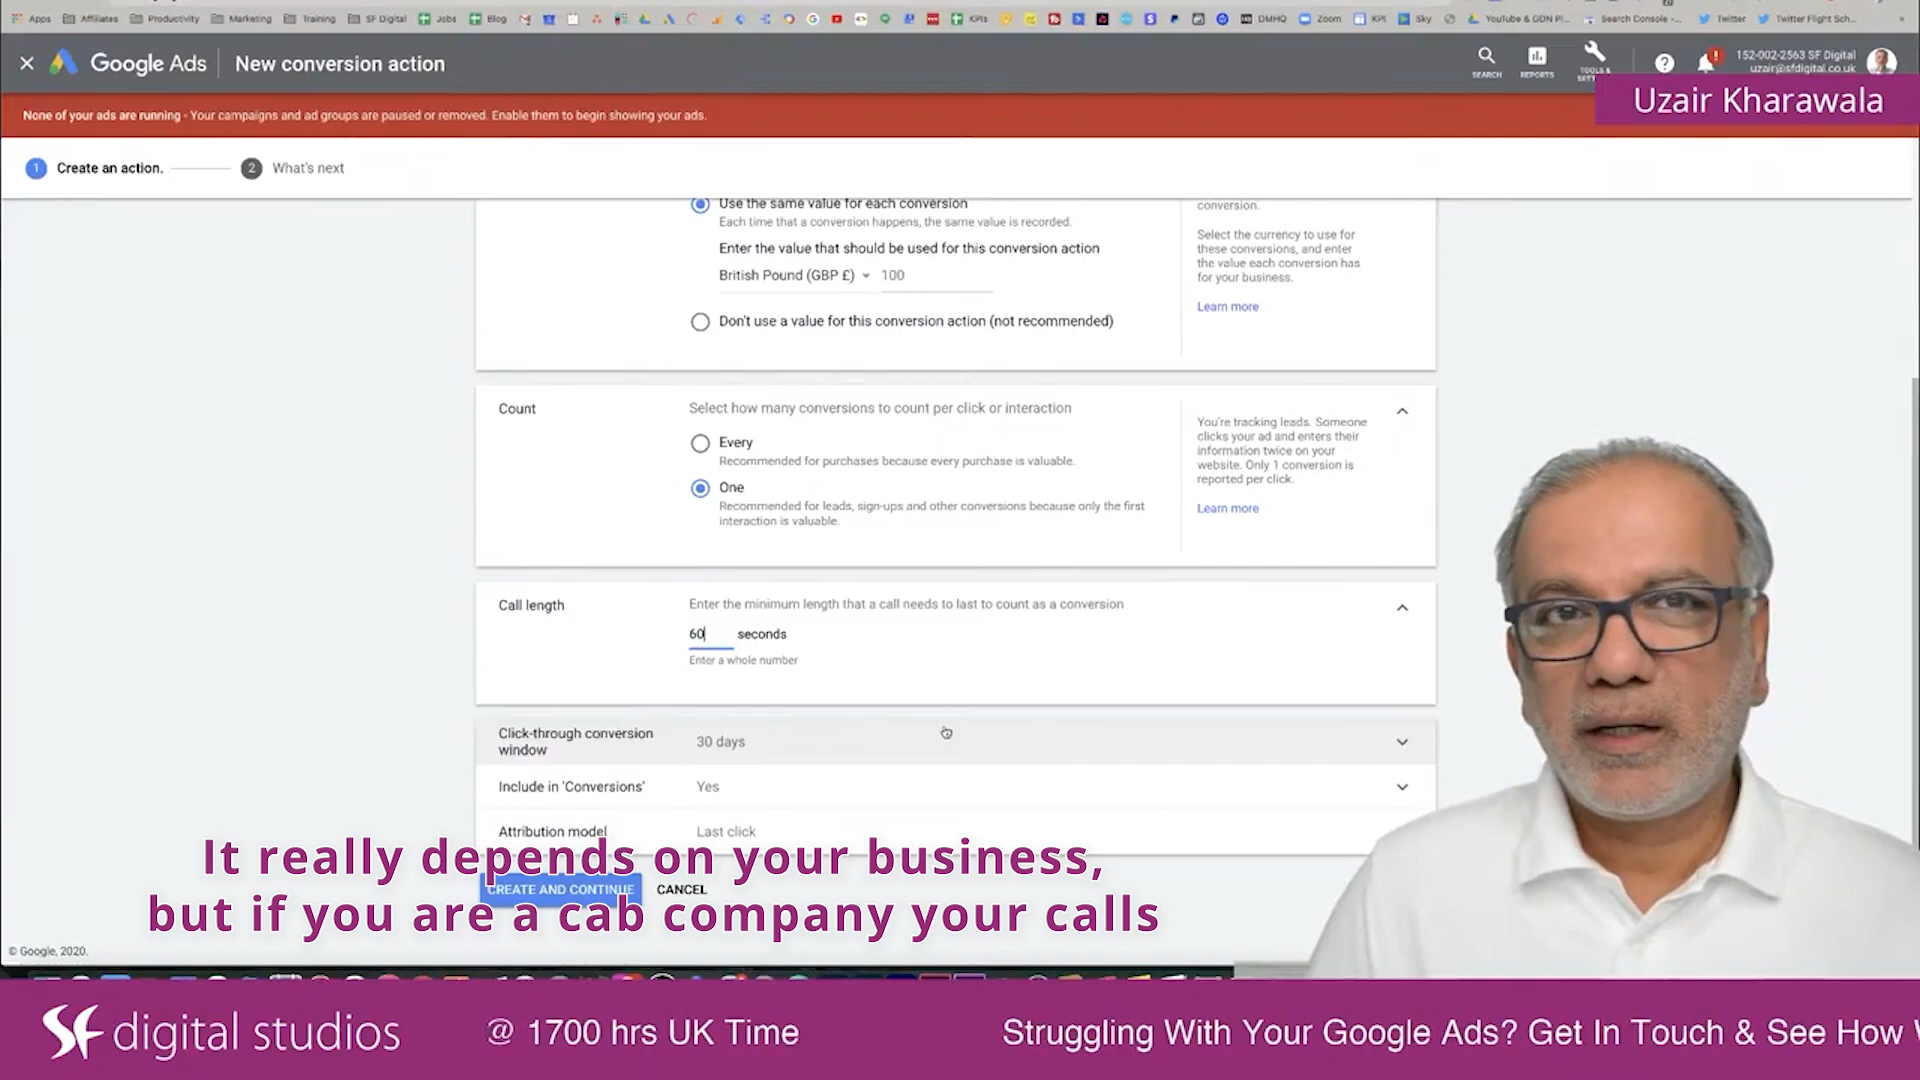 Apps Affiliates Productivity Marketing Training SF Digital Jobs Blog KPIs DMHQ Zoom KPI Sky YouTube & GDN Pl... Search Console -... Twitter Twitter Flight Sch...
Google Ads New conversion action
SEARCH REPORTS TOOLS &
152-002-2563 SF Digital
uzair@sfdigital.co.uk
Uzair Kharawala
None of your ads are running - Your campaigns and ad groups are paused or removed. Enable them to begin showing your ads.
1 Create an action. 2 What's next
Use the same value for each conversion
Each time that a conversion happens, the same value is recorded.
Enter the value that should be used for this conversion action
British Pound (GBP £) 100
Don't use a value for this conversion action (not recommended)
conversion.
Select the currency to use for
these conversions, and enter
the value each conversion has
for your business.
Learn more
Count
Select how many conversions to count per click or interaction
Every
Recommended for purchases because every purchase is valuable.
One
Recommended for leads, sign-ups and other conversions because only the first
interaction is valuable.
You're tracking leads. Someone
clicks your ad and enters their
information twice on your
website. Only 1 conversion is
reported per click.
Learn more
Call length
Enter the minimum length that a call needs to last to count as a conversion
60 seconds
Enter a whole number
Click-through conversion
window
30 days
Include in 'Conversions' Yes
Attribution model Last click
It really depends on your business,
CREATE AND CONTINUE CANCEL
but if you are a cab company your calls
© Google, 2020.
SF digital studios @ 1700 hrs UK Time Struggling With Your Google Ads? Get In Touch & See How